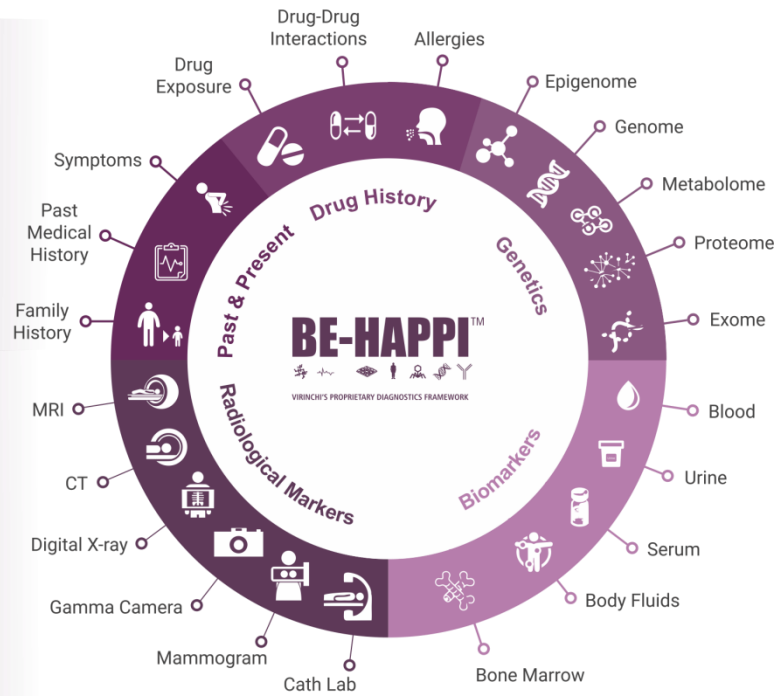 Drug-Drug
Interactions
Allergies
Drug
Exposure
Epigenome
Genome
Symptoms
Metabolome
Past
Medical
History
Proteome
Family
History
Exome
Drug History
Past & Present
Genetics
BE-HAPPI™
VIRINCHI'S PROPRIETARY DIAGNOSTICS FRAMEWORK
Radiological Markers
Biomarkers
MRI
Blood
CT
Urine
Digital X-ray
Serum
Gamma Camera
Body Fluids
Mammogram
Bone Marrow
Cath Lab